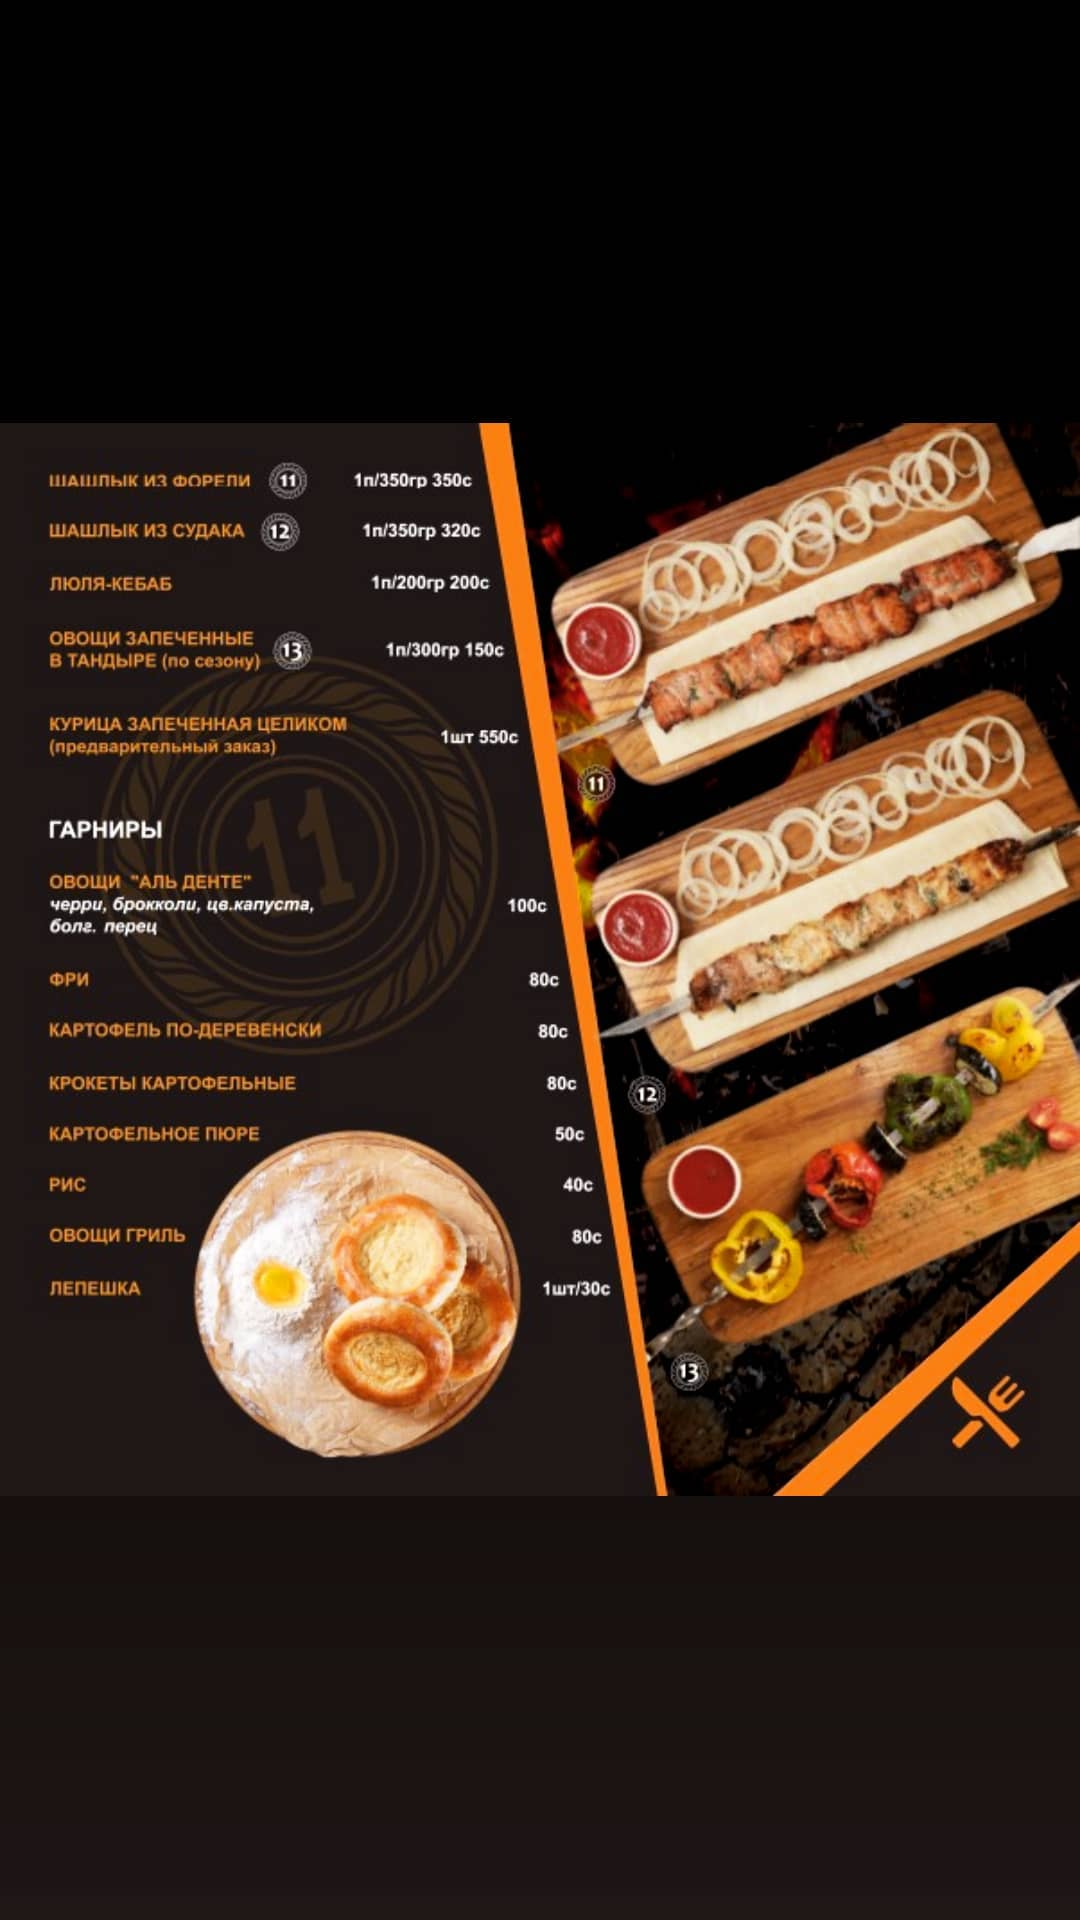 ШАШЛЫК ИЗ ФОРЕЛИ 11 1п/350гр 350с
ШАШЛЫК ИЗ СУДАКА 12 1п/350гр 320с
ЛЮЛЯ-КЕБАБ 1п/200гр 200с
ОВОЩИ ЗАПЕЧЕННЫЕ
В ТАНДЫРЕ (по сезону) 13 1п/300гр 150с
КУРИЦА ЗАПЕЧЕННАЯ ЦЕЛИКОМ
(предварительный заказ) 1шт 550с
11
ГАРНИРЫ
ОВОЩИ "АЛЬ ДЕНТЕ"
черри, брокколи, цв.капуста, 100с
болг. перец
ФРИ 80с
КАРТОФЕЛЬ ПО-ДЕРЕВЕНСКИ 80с
КРОКЕТЫ КАРТОФЕЛЬНЫЕ 80с
КАРТОФЕЛЬНОЕ ПЮРЕ 50с
РИС 40с
ОВОЩИ ГРИЛЬ 80с
ЛЕПЕШКА 1шт/30с
11
12
13